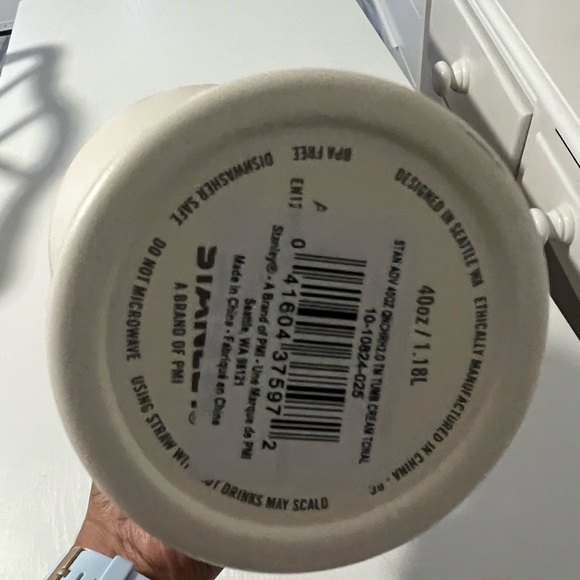 BPA FREE
DISHWASHER SAFE
DO NOT MICROWAVE
USING STRAW
DRINKS MAY SCALD
DESIGNED IN SEATTLE WA
ETHICALLY MANUFACTURED IN CHINA
40oz / 1.18L
STAN ADV 40OZ QNCHRO2.0 TM TUMB CREAM TONAL
10-10824-025
0 41604 37597 2
Stanley® - A Brand of PMI - Une Marque de PMI
Seattle, WA 98121
Made in China - Fabriqué en Chine
A BRAND OF PMI